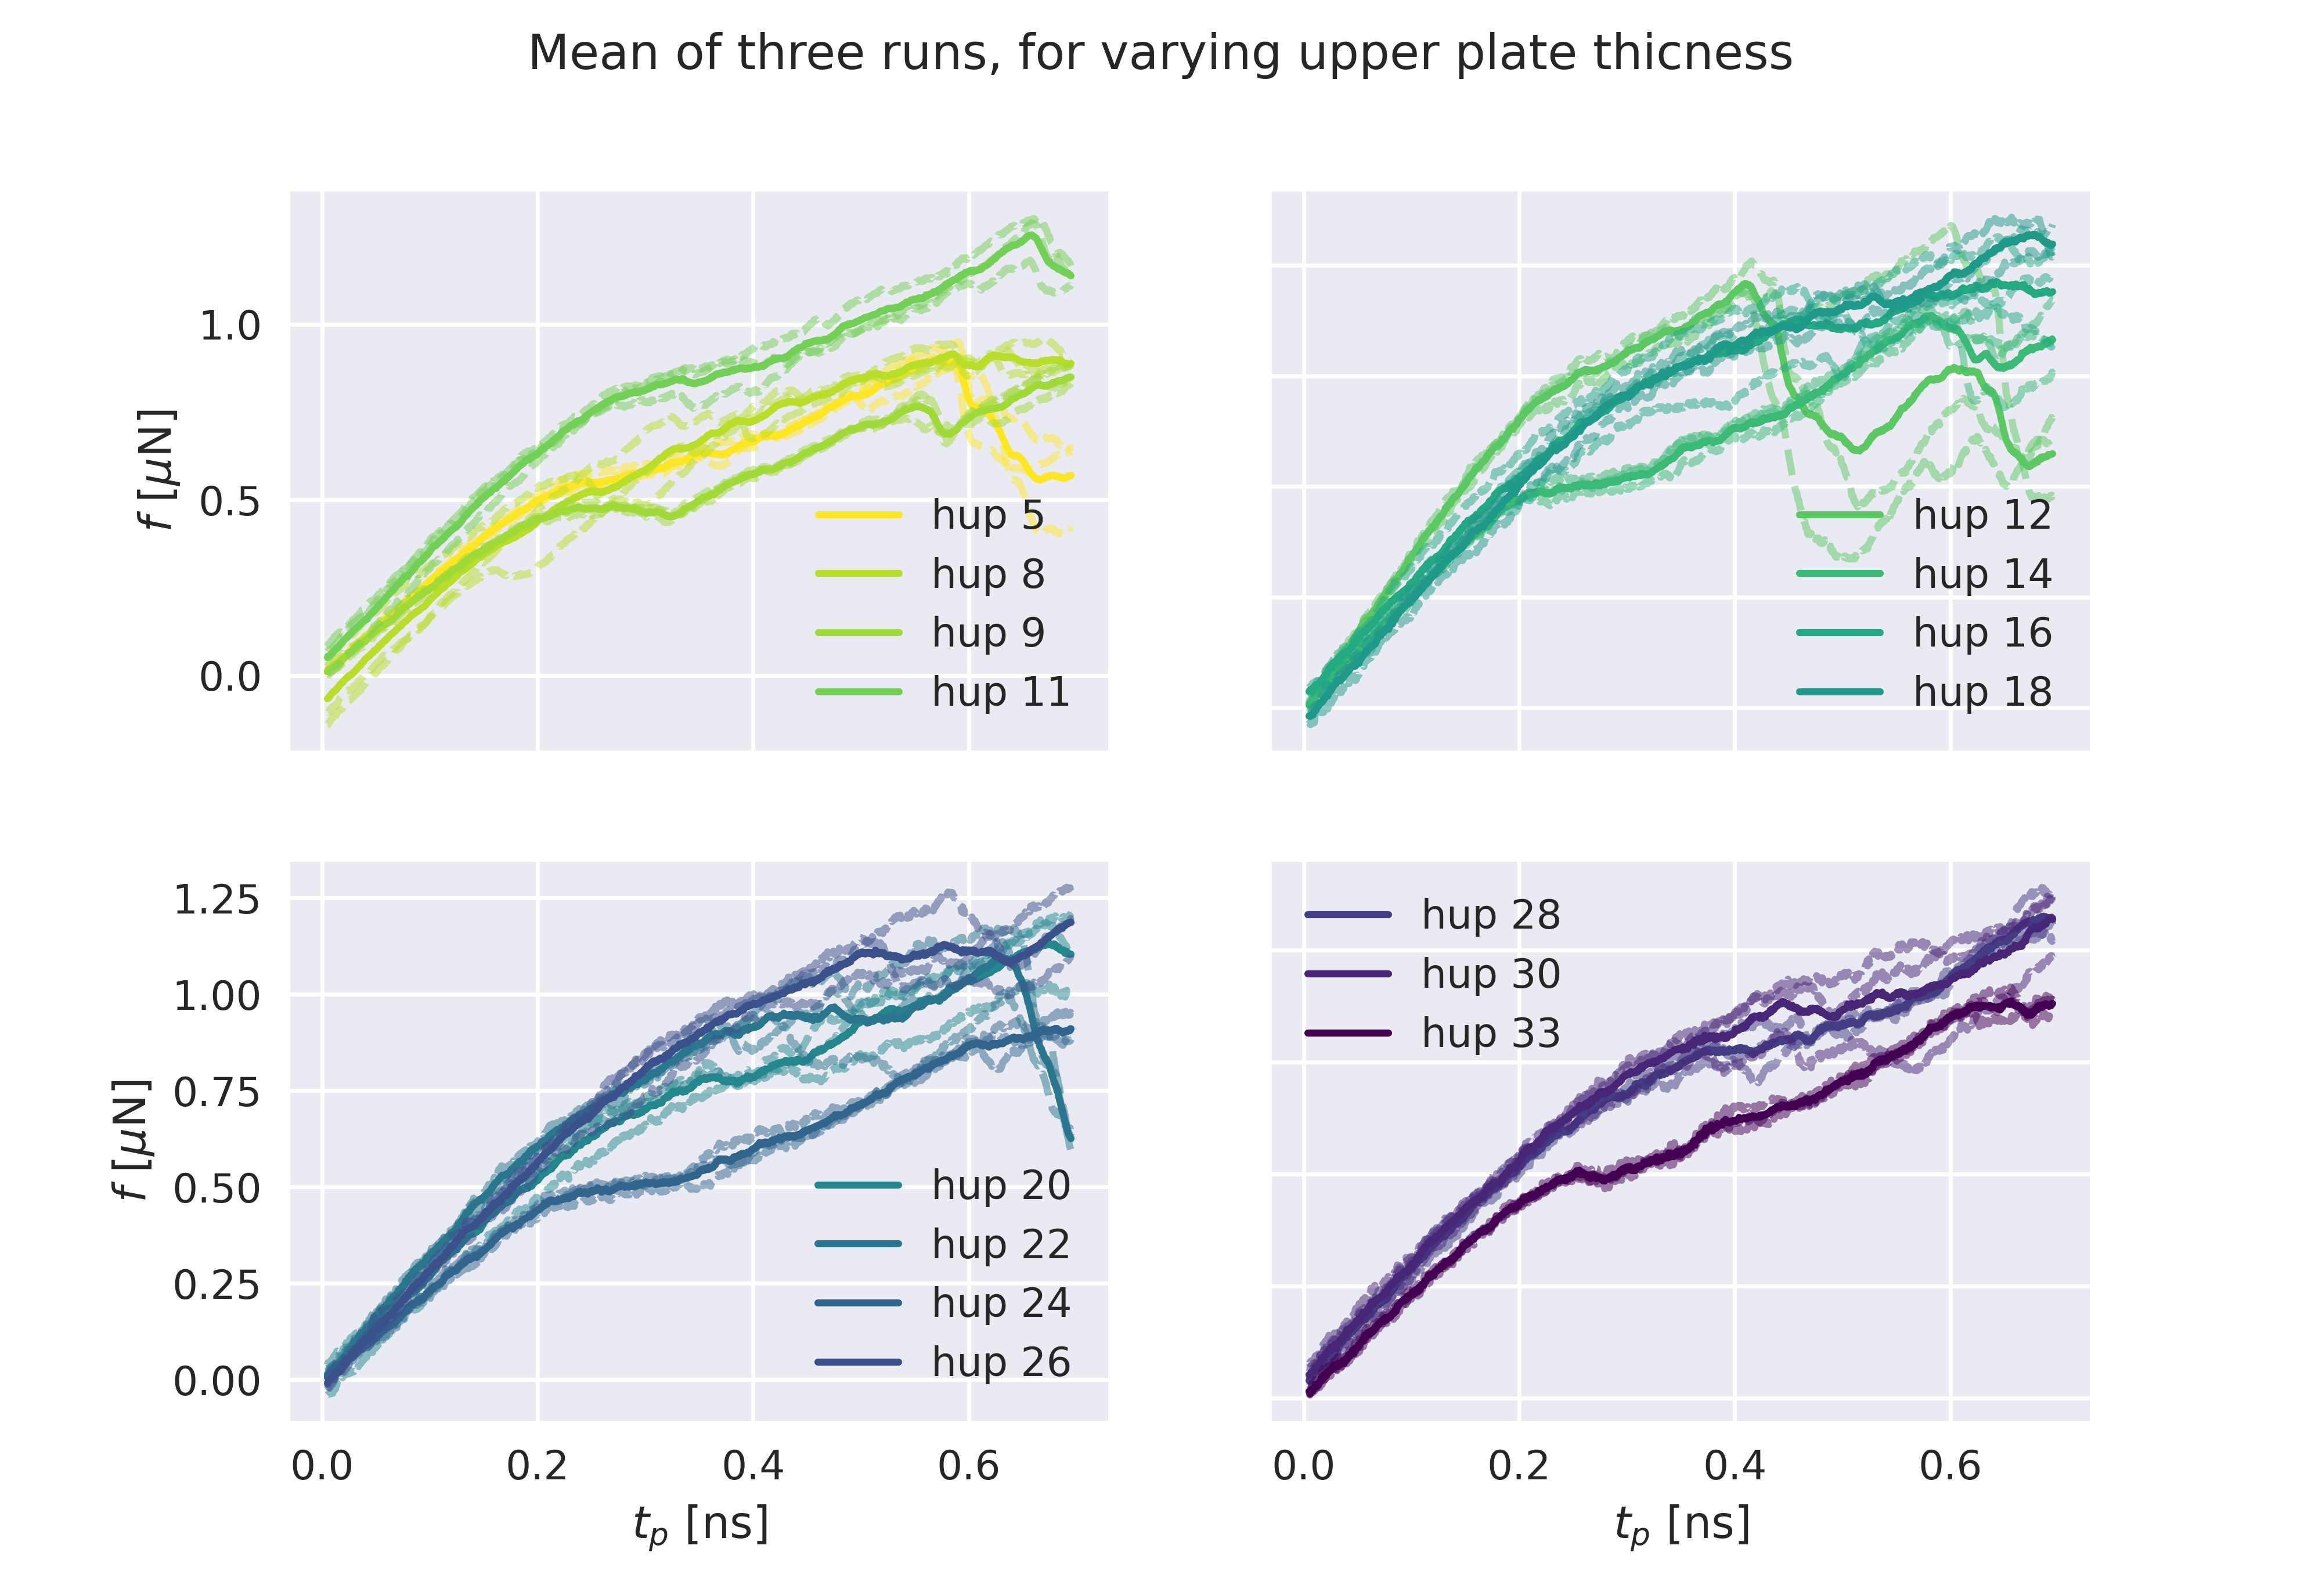 Mean of three runs, for varying upper plate thicness
1.0
0.5
0.0
f [μN]
hup 5
hup 8
hup 9
hup 11
hup 12
hup 14
hup 16
hup 18
1.25
1.00
0.75
0.50
0.25
0.00
f [μN]
hup 20
hup 22
hup 24
hup 26
0.0 0.2 0.4 0.6
t_p [ns]
hup 28
hup 30
hup 33
0.0 0.2 0.4 0.6
t_p [ns]